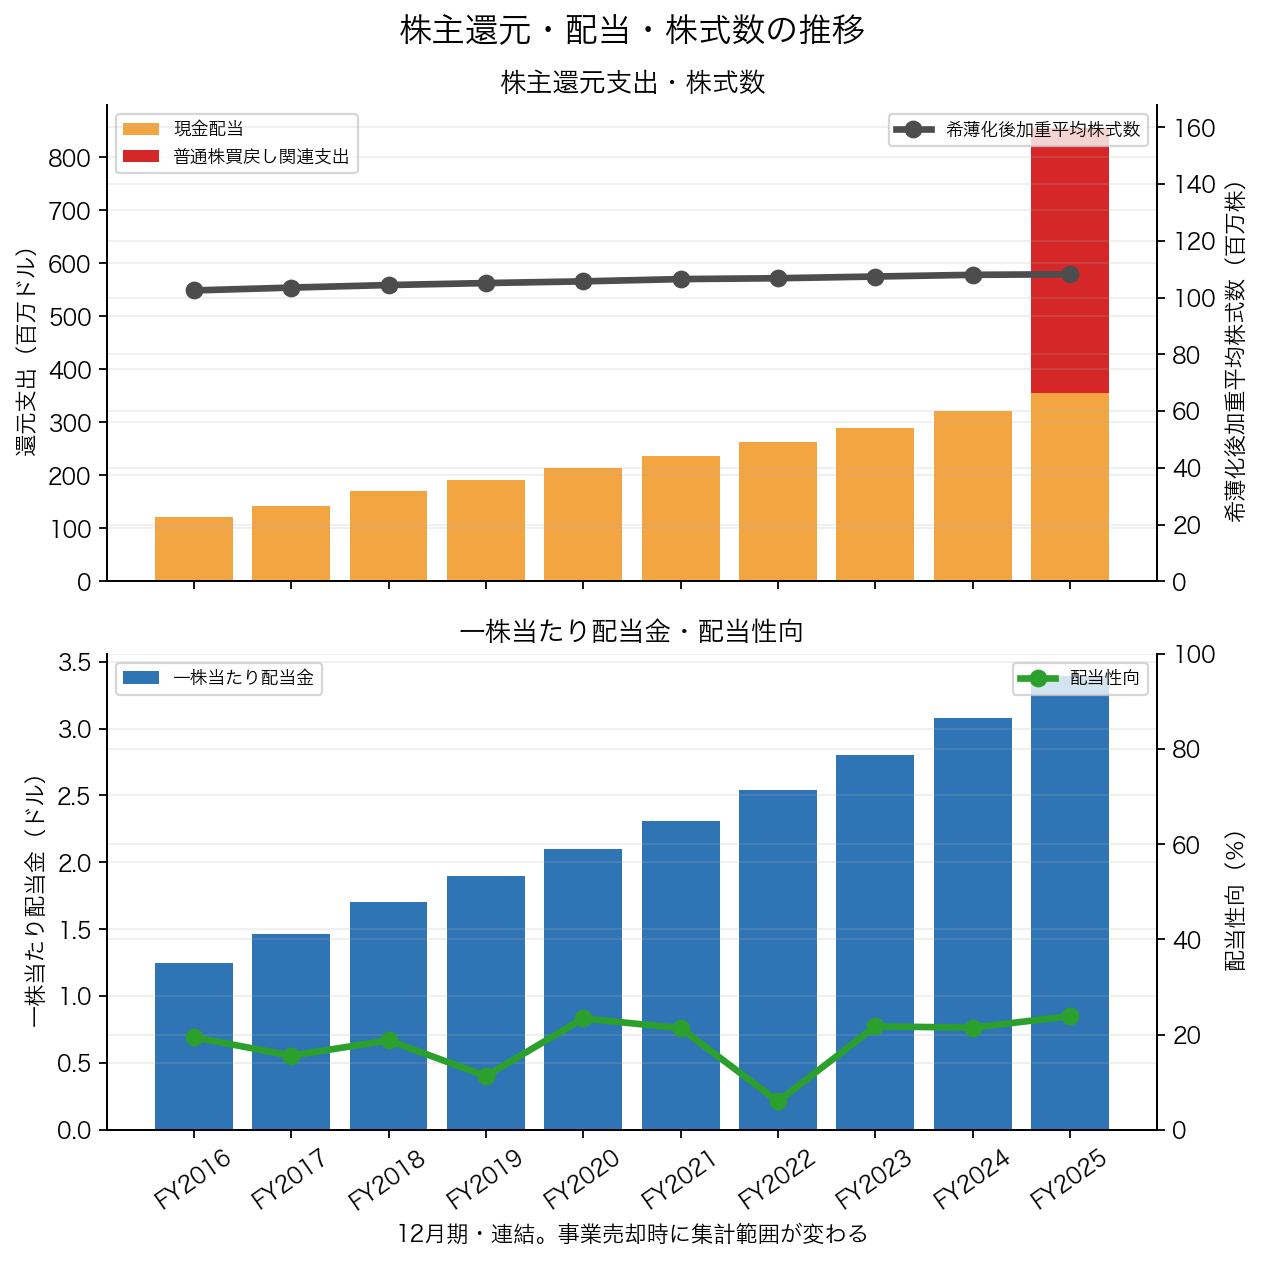 株主還元・配当・株式数の推移
株主還元支出・株式数
現金配当
普通株買戻し関連支出
希薄化後加重平均株式数
還元支出（百万ドル）
800
700
600
500
400
300
200
100
0
160
140
120
100
80
60
40
20
0
希薄化後加重平均株式数（百万株）
一株当たり配当金・配当性向
一株当たり配当金
配当性向
一株当たり配当金（ドル）
3.5
3.0
2.5
2.0
1.5
1.0
0.5
0.0
100
80
60
40
20
0
配当性向（%）
FY2016
FY2017
FY2018
FY2019
FY2020
FY2021
FY2022
FY2023
FY2024
FY2025
12月期・連結。事業売却時に集計範囲が変わる